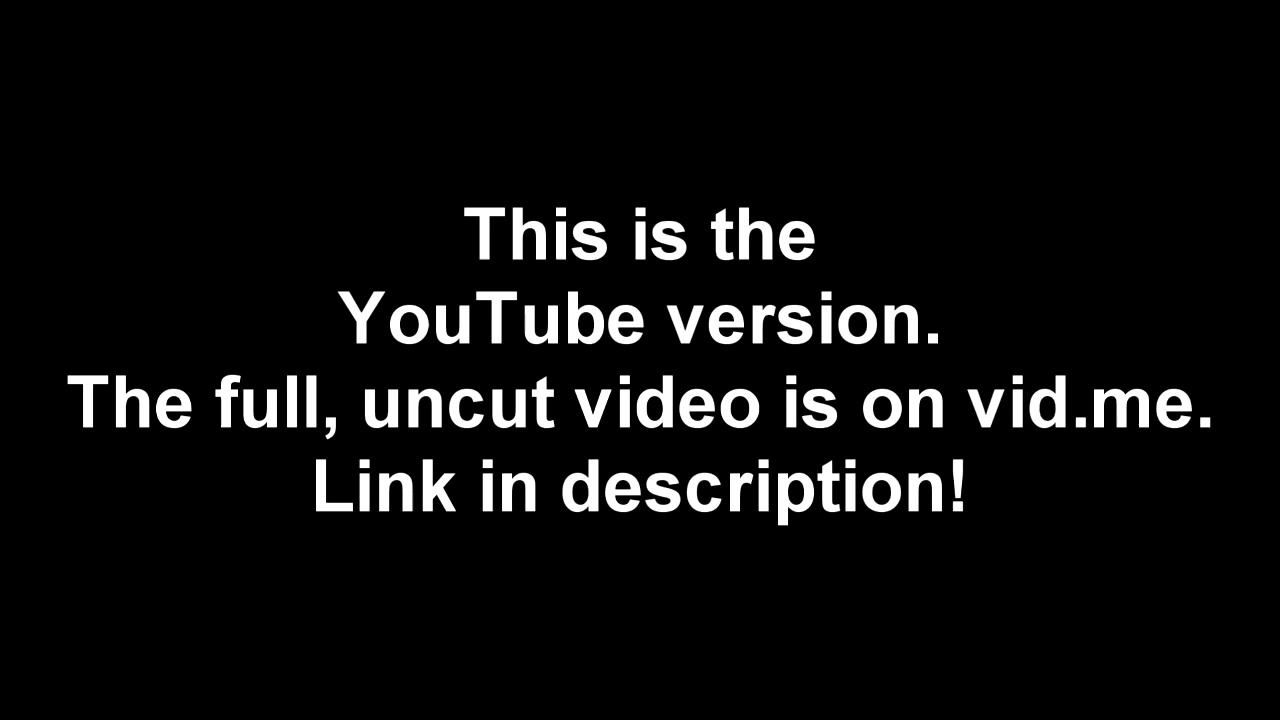 This is the
YouTube version.
The full, uncut video is on vid.me.
Link in description!